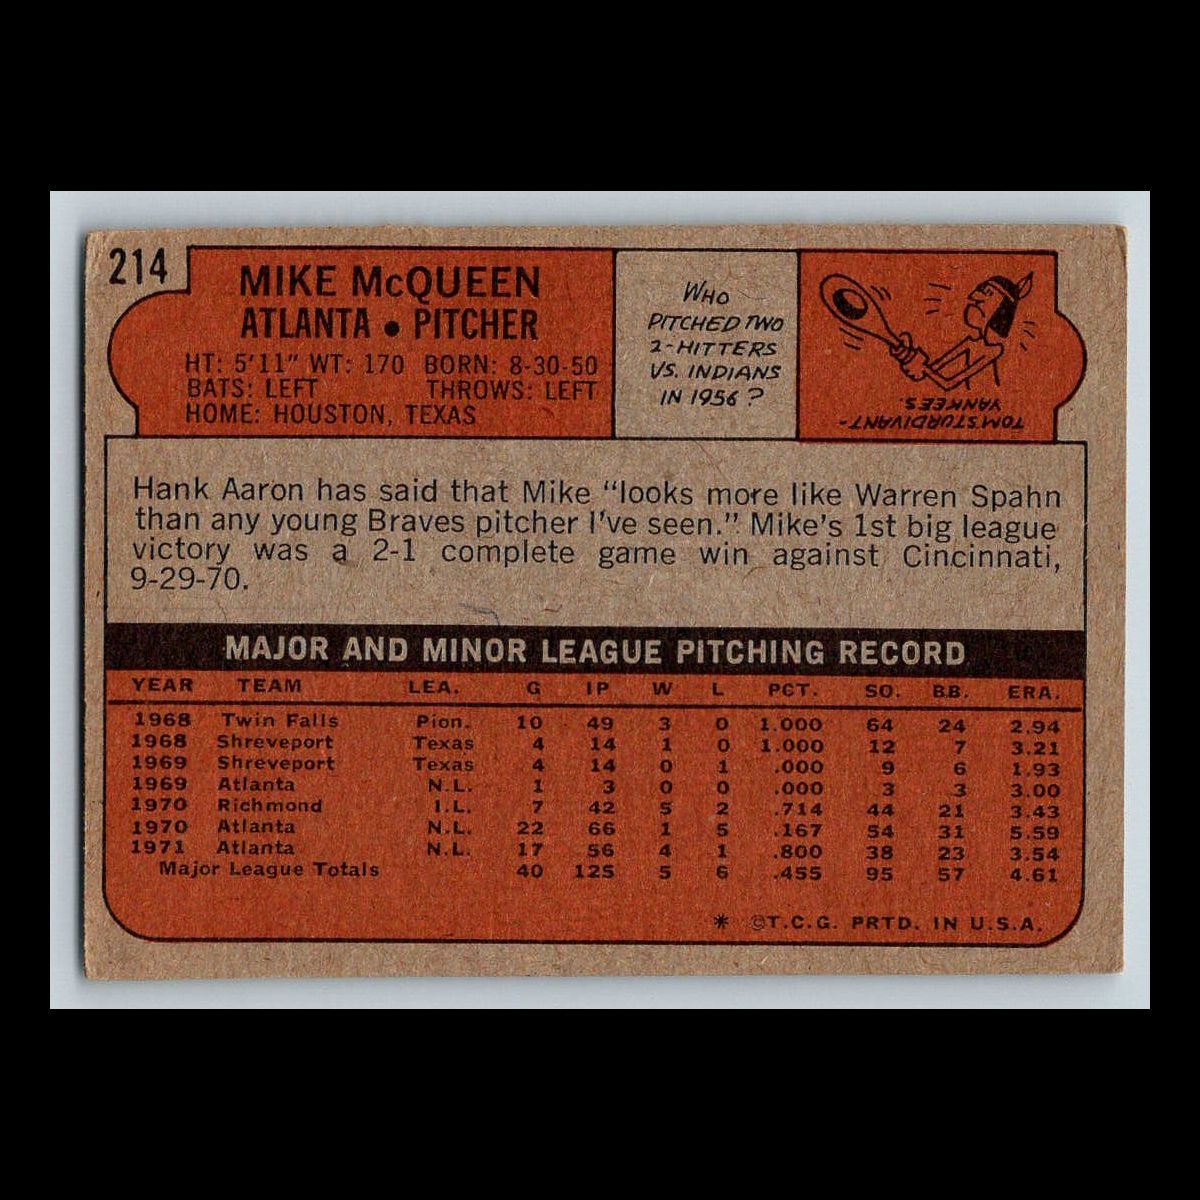 214
MIKE McQUEEN
ATLANTA • PITCHER
HT: 5'11" WT: 170 BORN: 8-30-50
BATS: LEFT THROWS: LEFT
HOME: HOUSTON, TEXAS
WHO
PITCHED TWO
2-HITTERS
VS. INDIANS
IN 1956?
TOM STURDIVANT-
YANKEES.
Hank Aaron has said that Mike "looks more like Warren Spahn
than any young Braves pitcher I've seen." Mike's 1st big league
victory was a 2-1 complete game win against Cincinnati,
9-29-70.
MAJOR AND MINOR LEAGUE PITCHING RECORD
YEAR TEAM LEA. G IP W L PCT. SO. B.B. ERA.
1968 Twin Falls Pion. 10 49 3 0 1.000 64 24 2.94
1968 Shreveport Texas 4 14 1 0 1.000 12 7 3.21
1969 Shreveport Texas 4 14 0 1 .000 9 6 1.93
1969 Atlanta N.L. 1 3 0 0 .000 3 3 3.00
1970 Richmond I.L. 7 42 5 2 .714 44 21 3.43
1970 Atlanta N.L. 22 66 1 5 .167 54 31 5.59
1971 Atlanta N.L. 17 56 4 1 .800 38 23 3.54
Major League Totals 40 125 5 6 .455 95 57 4.61
* ©T.C.G. PRTD. IN U.S.A.